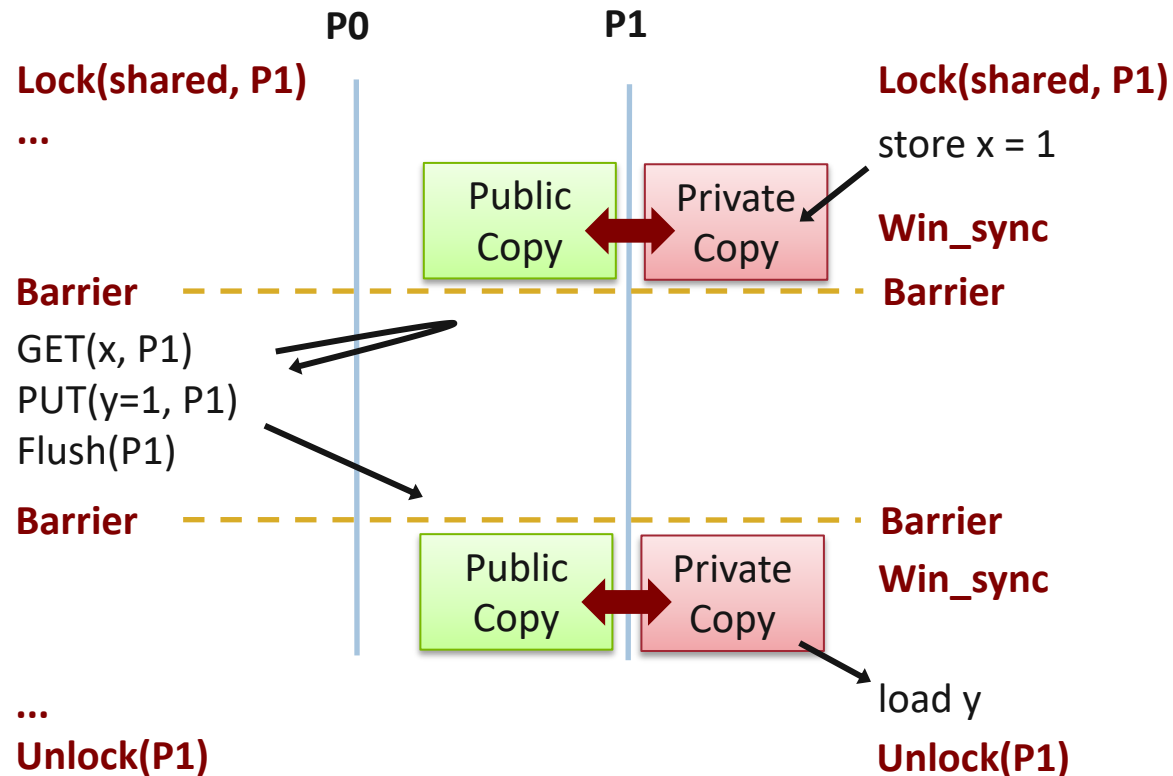 P0
P1
Lock(shared, P1)
Lock(shared, P1)
...
store x = 1
Public
Copy
Private
Copy
Win_sync
Barrier
Barrier
GET(x, P1)
PUT(y=1, P1)
Flush(P1)
Barrier
Barrier
Public
Copy
Private
Copy
Win_sync
load y
...
Unlock(P1)
Unlock(P1)